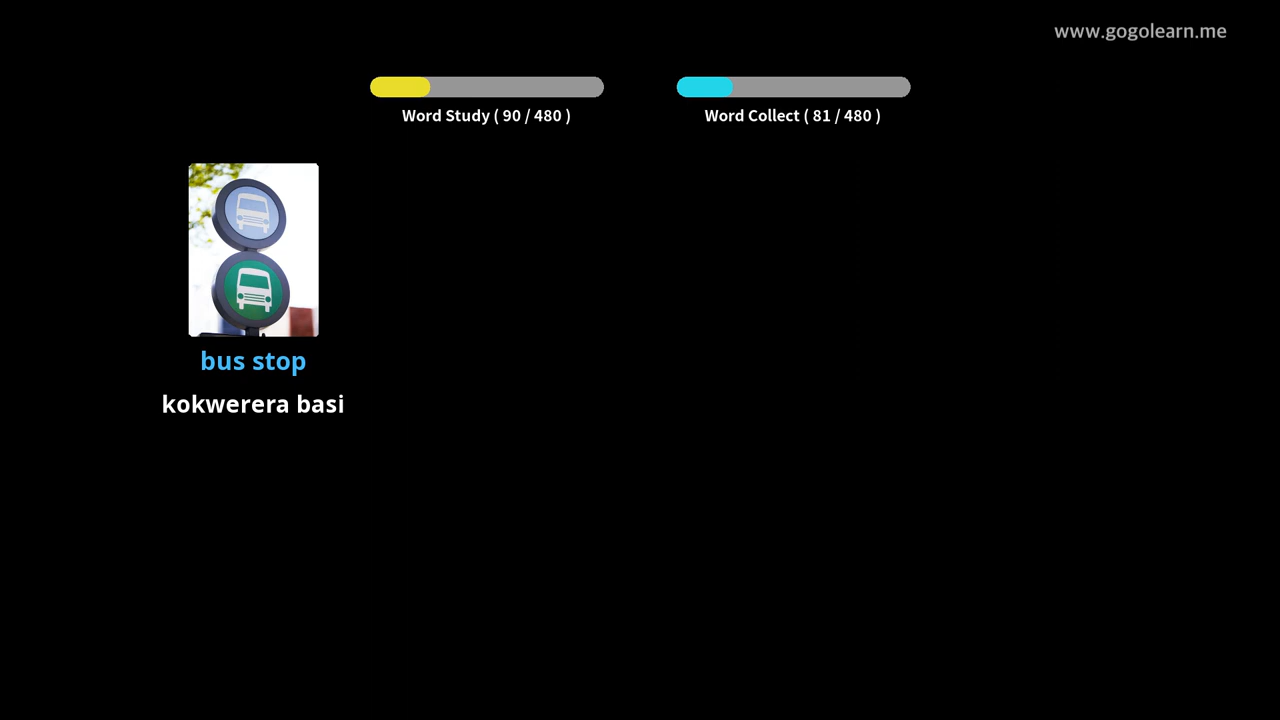 www.gogolearn.me
Word Study ( 90 / 480 )
Word Collect ( 81 / 480 )
bus stop
kokwerera basi